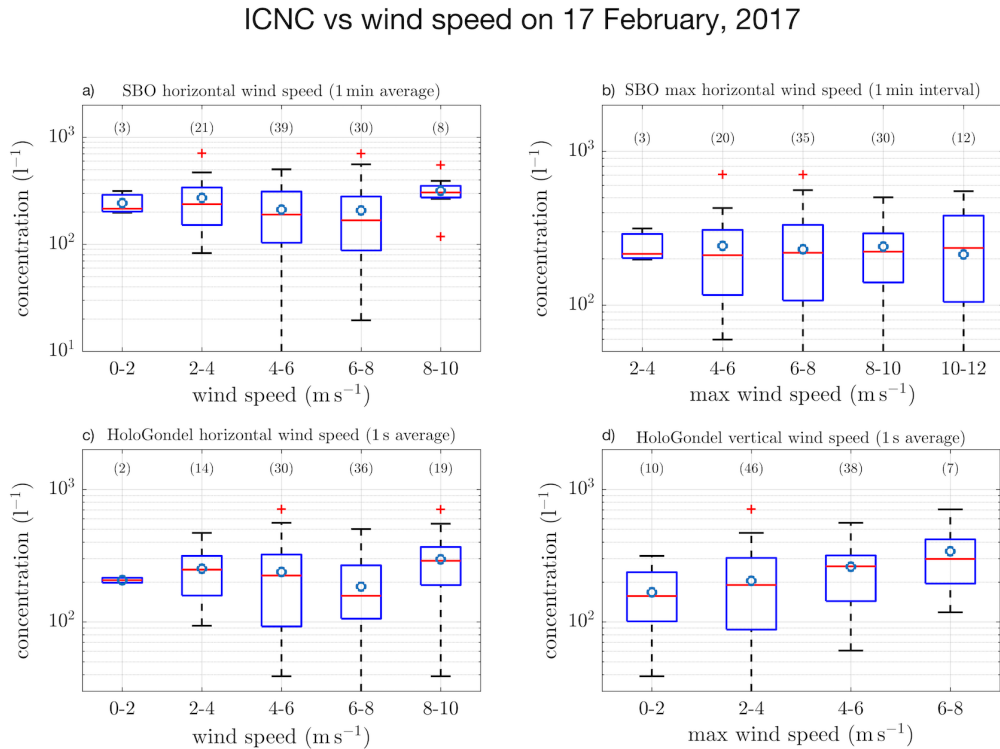 ICNC vs wind speed on 17 February, 2017
a) SBO horizontal wind speed (1 min average)
(3) (21) (39) (30) (8)
10³
10²
10¹
concentration (l⁻¹)
0-2 2-4 4-6 6-8 8-10
wind speed (m s⁻¹)
b) SBO max horizontal wind speed (1 min interval)
(3) (20) (35) (30) (12)
10³
10²
concentration (l⁻¹)
2-4 4-6 6-8 8-10 10-12
max wind speed (m s⁻¹)
c) HoloGondel horizontal wind speed (1 s average)
(2) (14) (30) (36) (19)
10³
10²
concentration (l⁻¹)
0-2 2-4 4-6 6-8 8-10
wind speed (m s⁻¹)
d) HoloGondel vertical wind speed (1 s average)
(10) (46) (38) (7)
10³
10²
concentration (l⁻¹)
0-2 2-4 4-6 6-8
max wind speed (m s⁻¹)